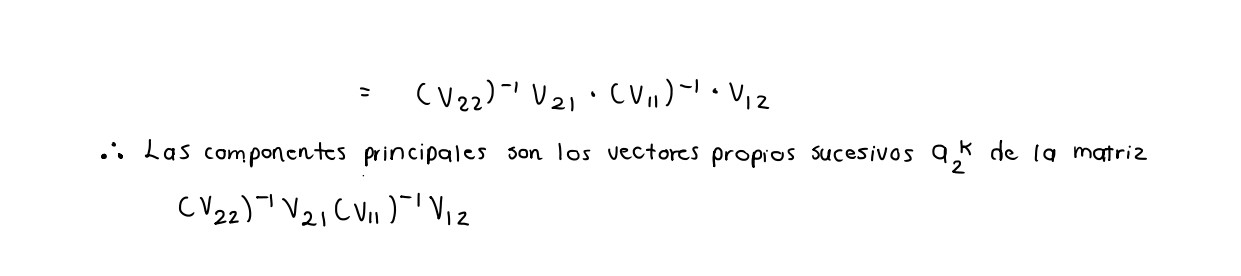 = (V₂₂)⁻¹ V₂₁ · (V₁₁)⁻¹ · V₁₂
∴ Las componentes principales son los vectores propios sucesivos a₂ᵏ de la matriz
(V₂₂)⁻¹ V₂₁ (V₁₁)⁻¹ V₁₂